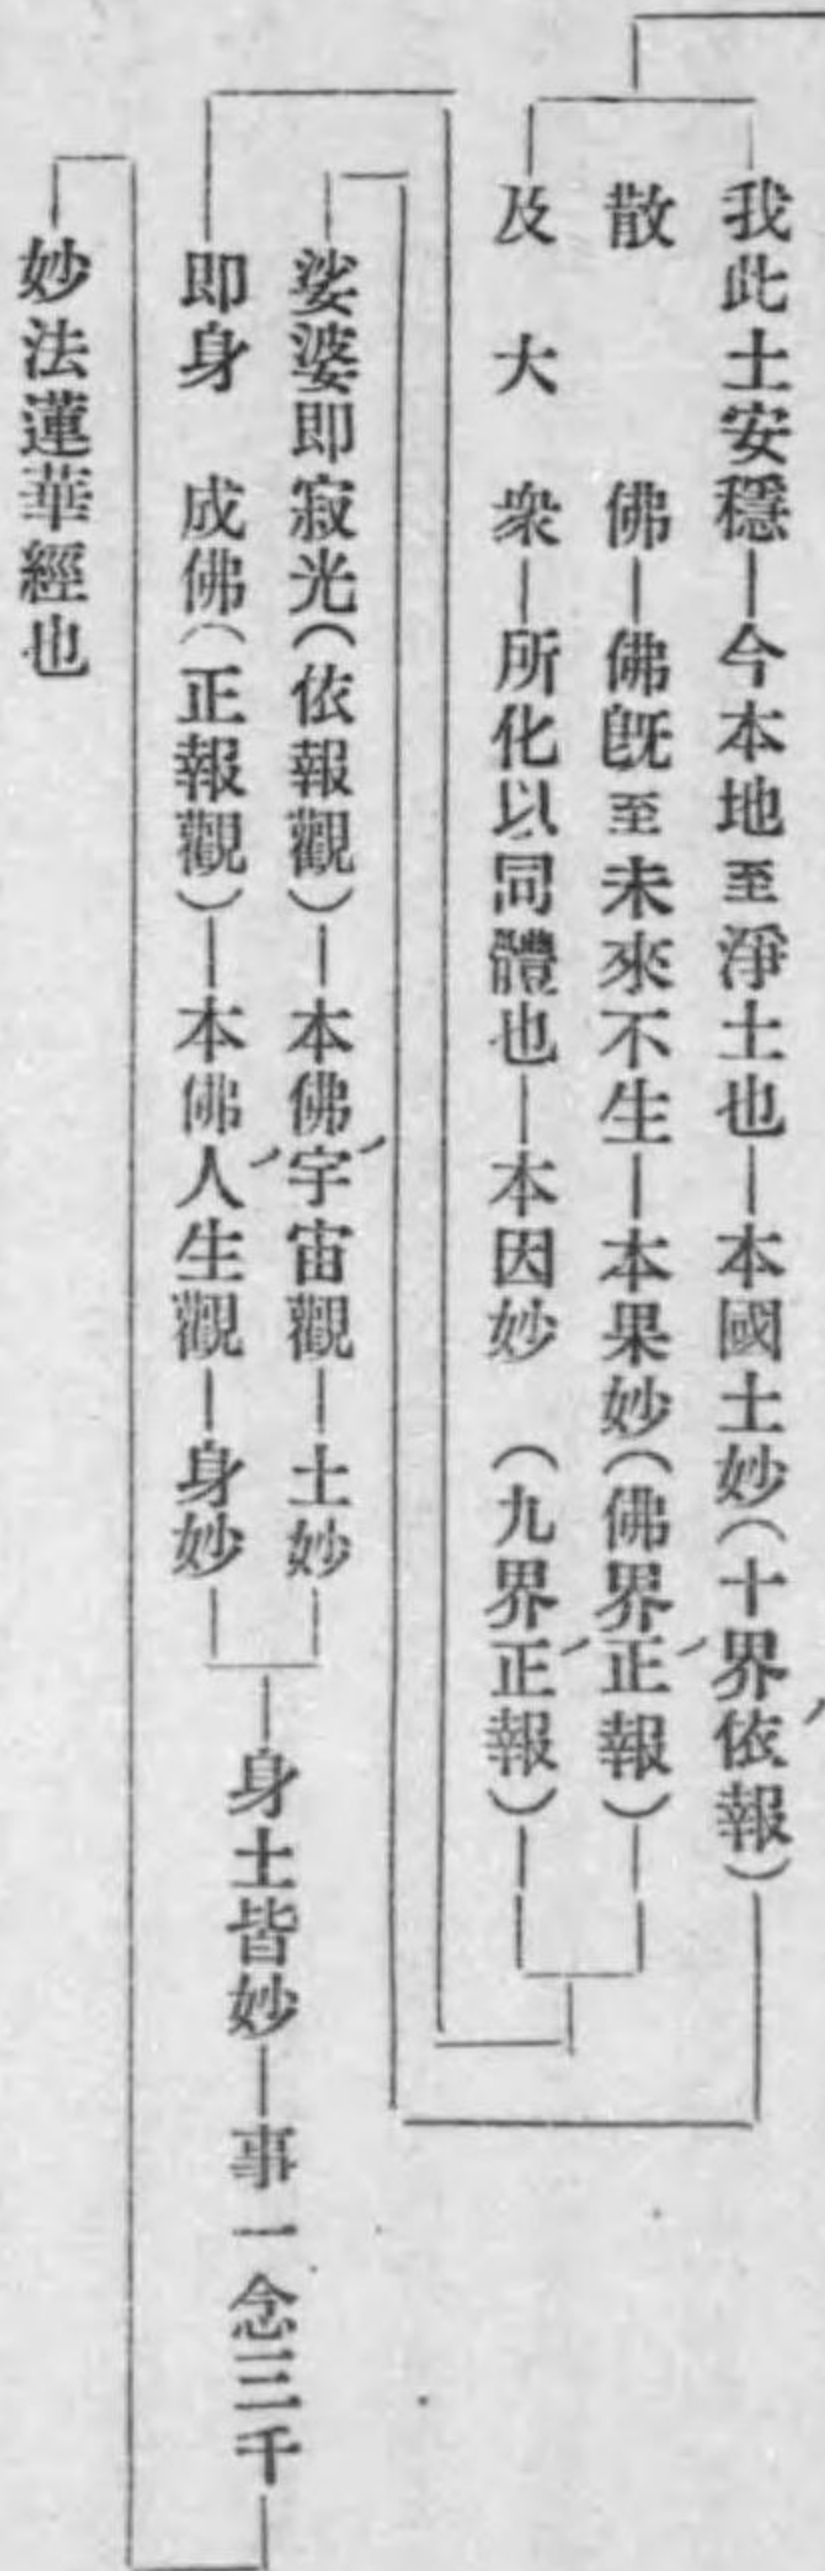 我此土安穩―今本地至淨土也―本國土妙(十界依報)
散佛―佛既至未來不生―本果妙(佛界正報)
及大衆―所化以同體也―本因妙(九界正報)
娑婆即寂光(依報觀)―本佛宇宙觀―土妙
即身成佛(正報觀)―本佛人生觀―身妙
身土皆妙―事一念三千
妙法蓮華經也